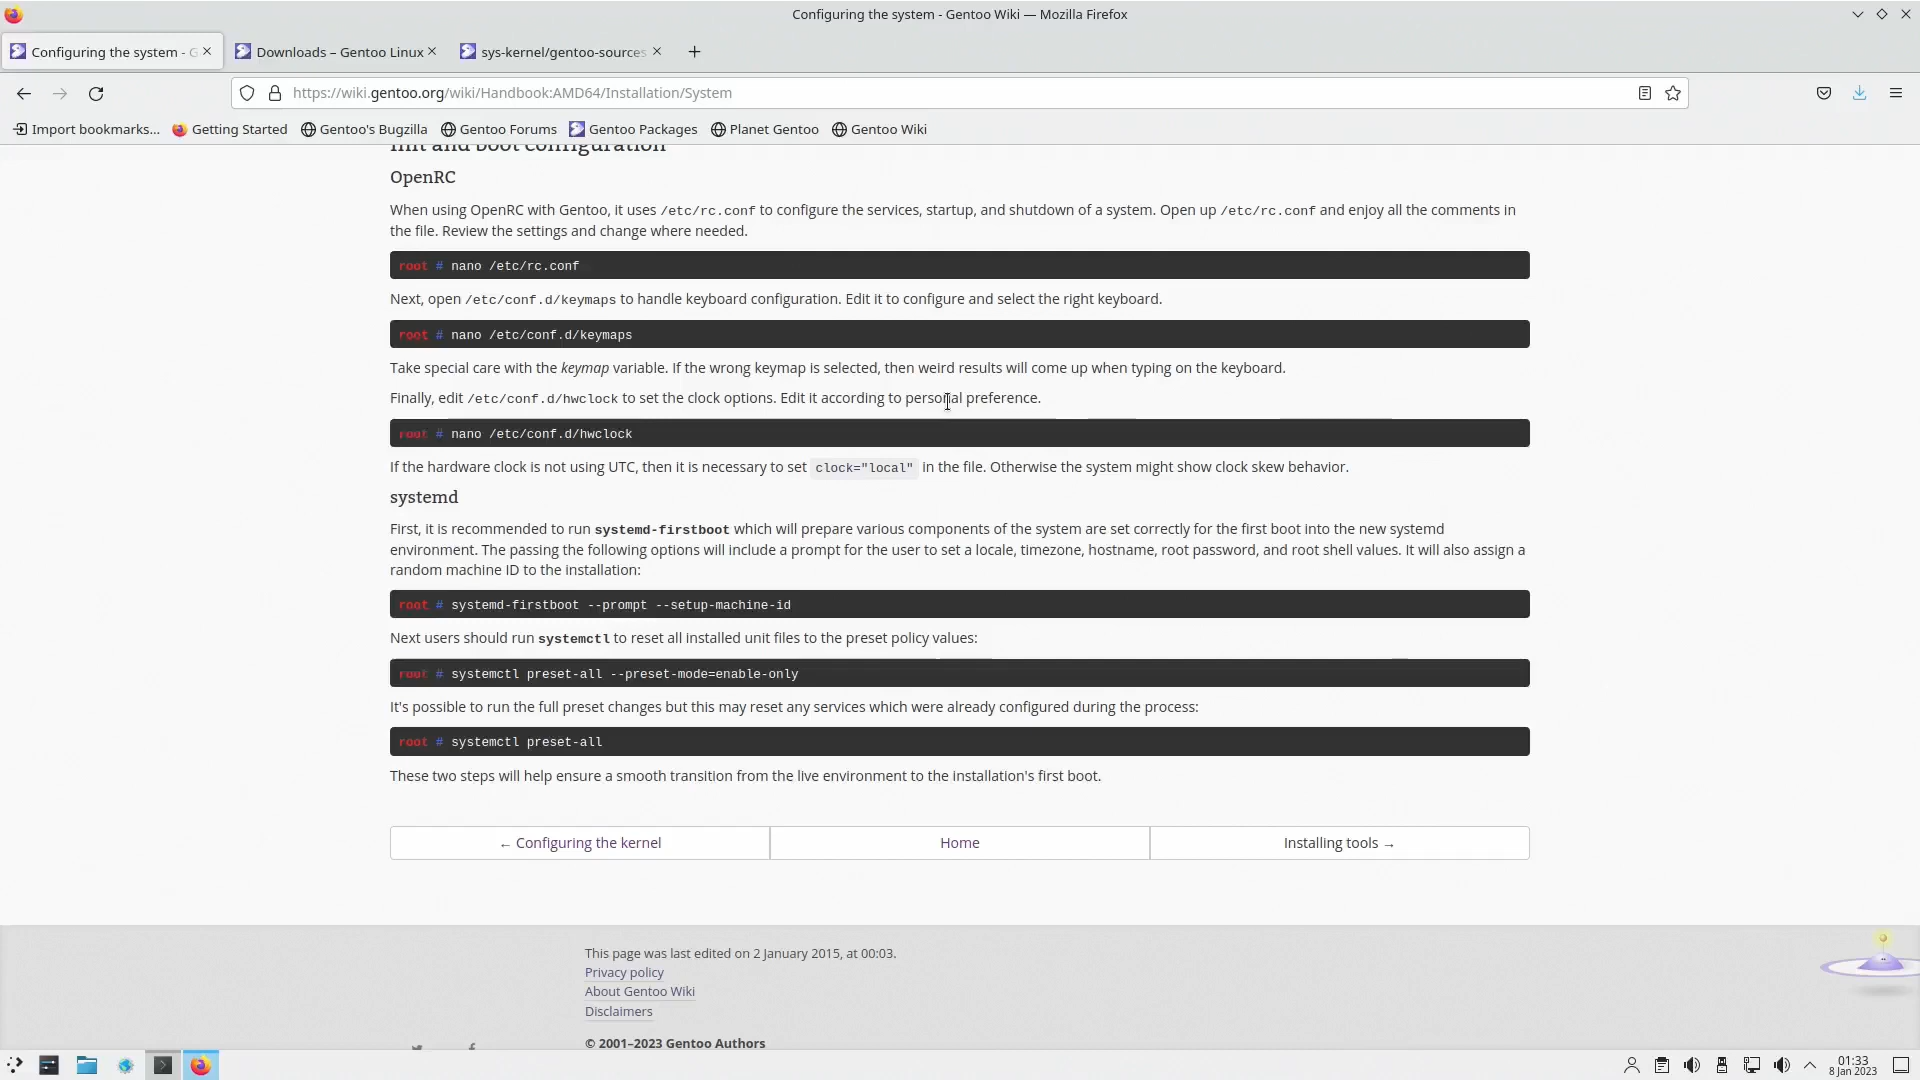 Configuring the system - Gentoo Wiki — Mozilla Firefox
Configuring the system - G
Downloads – Gentoo Linux
sys-kernel/gentoo-sources
https://wiki.gentoo.org/wiki/Handbook:AMD64/Installation/System
Import bookmarks...
Getting Started
Gentoo's Bugzilla
Gentoo Forums
Gentoo Packages
Planet Gentoo
Gentoo Wiki
Init and boot configuration
OpenRC
When using OpenRC with Gentoo, it uses /etc/rc.conf to configure the services, startup, and shutdown of a system. Open up /etc/rc.conf and enjoy all the comments in
the file. Review the settings and change where needed.
root # nano /etc/rc.conf
Next, open /etc/conf.d/keymaps to handle keyboard configuration. Edit it to configure and select the right keyboard.
root # nano /etc/conf.d/keymaps
Take special care with the keymap variable. If the wrong keymap is selected, then weird results will come up when typing on the keyboard.
Finally, edit /etc/conf.d/hwclock to set the clock options. Edit it according to personal preference.
root # nano /etc/conf.d/hwclock
If the hardware clock is not using UTC, then it is necessary to set clock="local" in the file. Otherwise the system might show clock skew behavior.
systemd
First, it is recommended to run systemd-firstboot which will prepare various components of the system are set correctly for the first boot into the new systemd
environment. The passing the following options will include a prompt for the user to set a locale, timezone, hostname, root password, and root shell values. It will also assign a
random machine ID to the installation:
root # systemd-firstboot --prompt --setup-machine-id
Next users should run systemctl to reset all installed unit files to the preset policy values:
root # systemctl preset-all --preset-mode=enable-only
It's possible to run the full preset changes but this may reset any services which were already configured during the process:
root # systemctl preset-all
These two steps will help ensure a smooth transition from the live environment to the installation's first boot.
← Configuring the kernel
Home
Installing tools →
This page was last edited on 2 January 2015, at 00:03.
Privacy policy
About Gentoo Wiki
Disclaimers
© 2001–2023 Gentoo Authors
01:33
8 Jan 2023